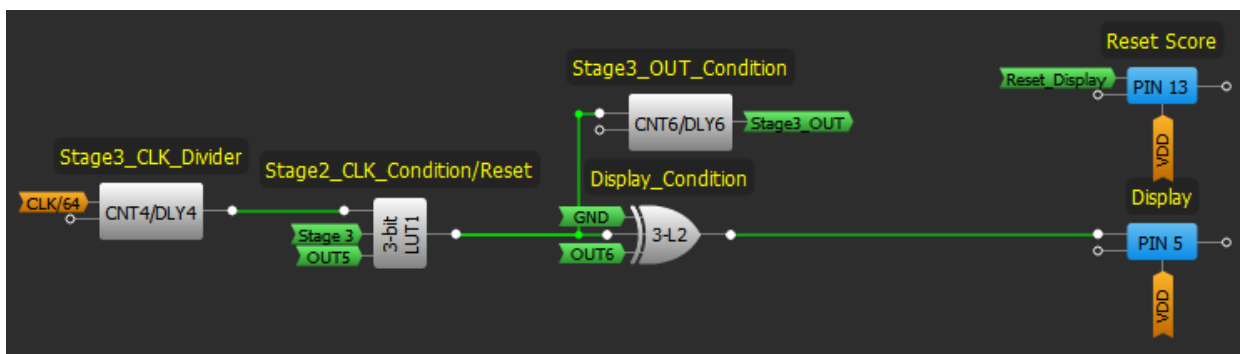 Reset Score
Stage3_OUT_Condition
Reset_Display
PIN 13
CNT6/DLY6
Stage3_OUT
VDD
Stage3_CLK_Divider
Stage2_CLK_Condition/Reset
Display_Condition
Display
CLK/64
CNT4/DLY4
3-bit
LUT1
Stage 3
OUT5
GND
OUT6
3-L2
PIN 5
VDD